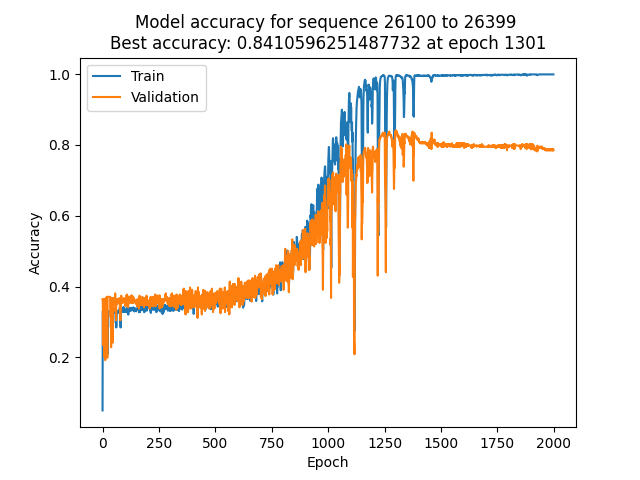 Model accuracy for sequence 26100 to 26399
Best accuracy: 0.8410596251487732 at epoch 1301
Train
Validation
1.0
0.8
0.6
0.4
0.2
Accuracy
0 250 500 750 1000 1250 1500 1750 2000
Epoch